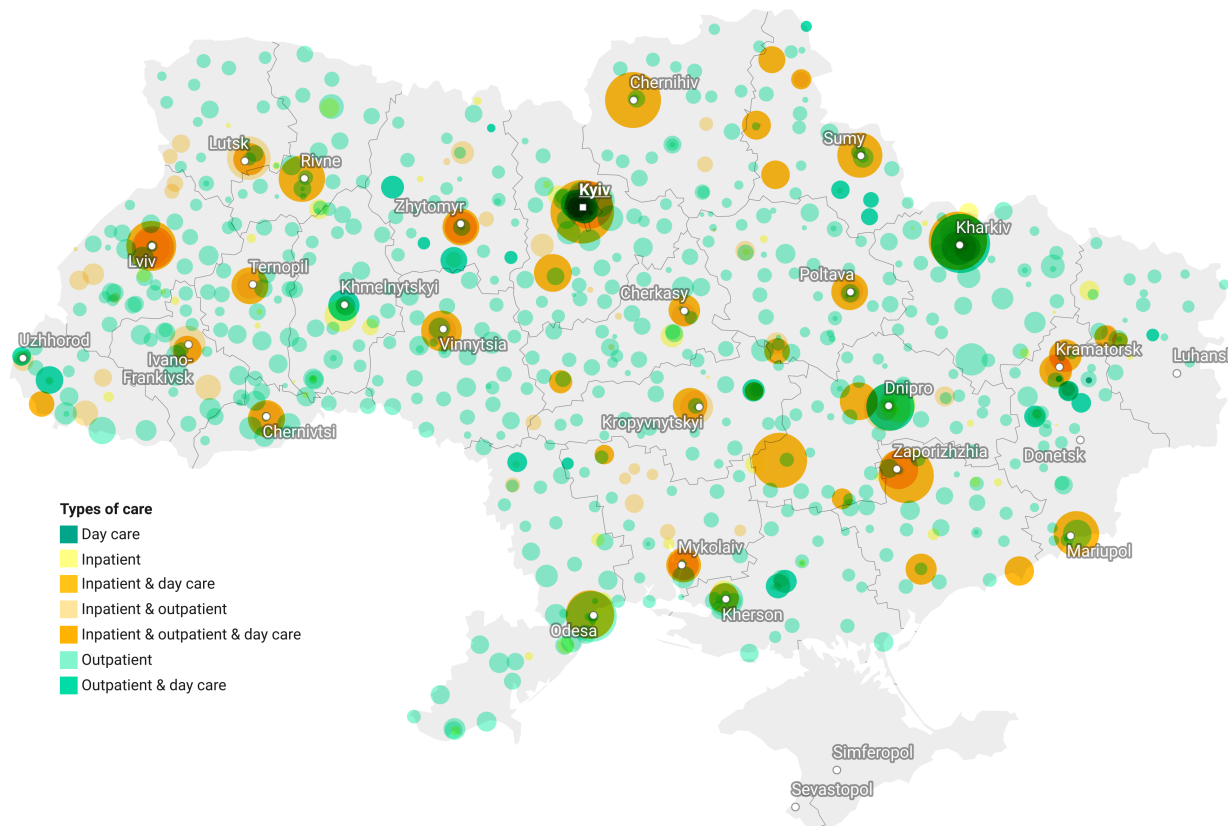 Chernihiv
Sumy
Lutsk
Rivne
Kyiv
Zhytomyr
Kharkiv
Lviv
Ternopil
Khmelnytskyi
Poltava
Cherkasy
Uzhhorod
Ivano-
Frankivsk
Vinnytsia
Kramatorsk
Dnipro
Chernivtsi
Kropyvnytskyi
Zaporizhzhia
Donetsk
Types of care
Day care
Inpatient
Inpatient & day care
Inpatient & outpatient
Inpatient & outpatient & day care
Outpatient
Outpatient & day care
Mykolaiv
Mariupol
Kherson
Odesa
Simferopol
Sevastopol